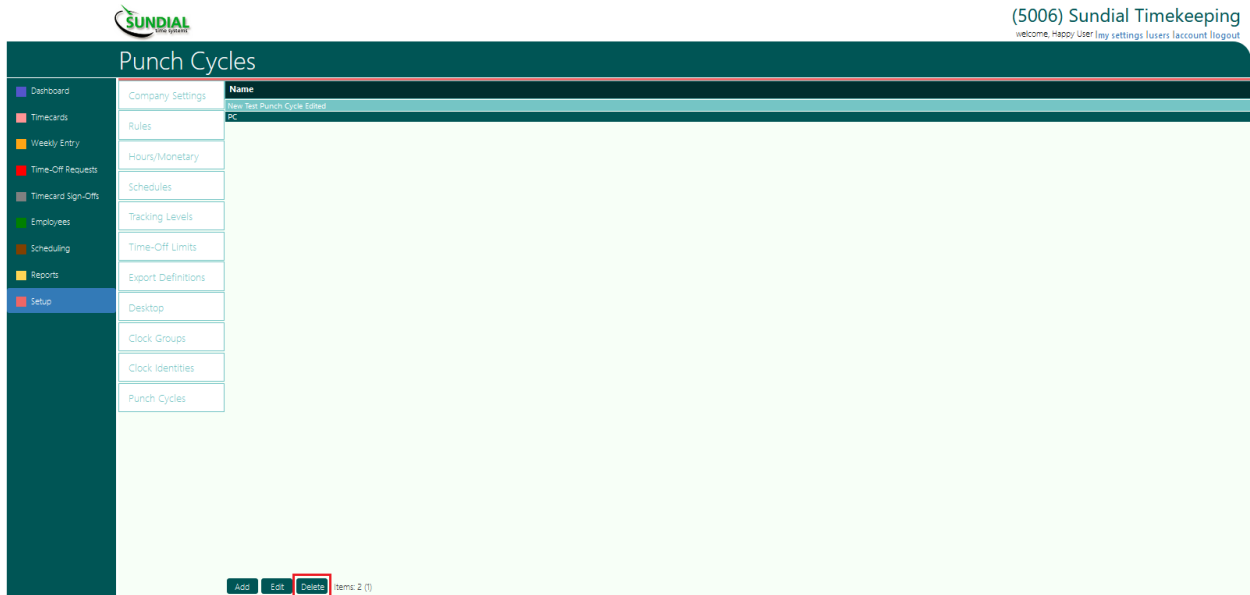 SUNDIAL
time systems
(5006) Sundial Timekeeping
welcome, Happy User |my settings |users |account |logout
Punch Cycles
Dashboard
Timecards
Weekly Entry
Time-Off Requests
Timecard Sign-Offs
Employees
Scheduling
Reports
Setup
Company Settings
Rules
Hours/Monetary
Schedules
Tracking Levels
Time-Off Limits
Export Definitions
Desktop
Clock Groups
Clock Identities
Punch Cycles
Name
New Test Punch Cycle Edited
PC
Add Edit Delete Items: 2 (1)